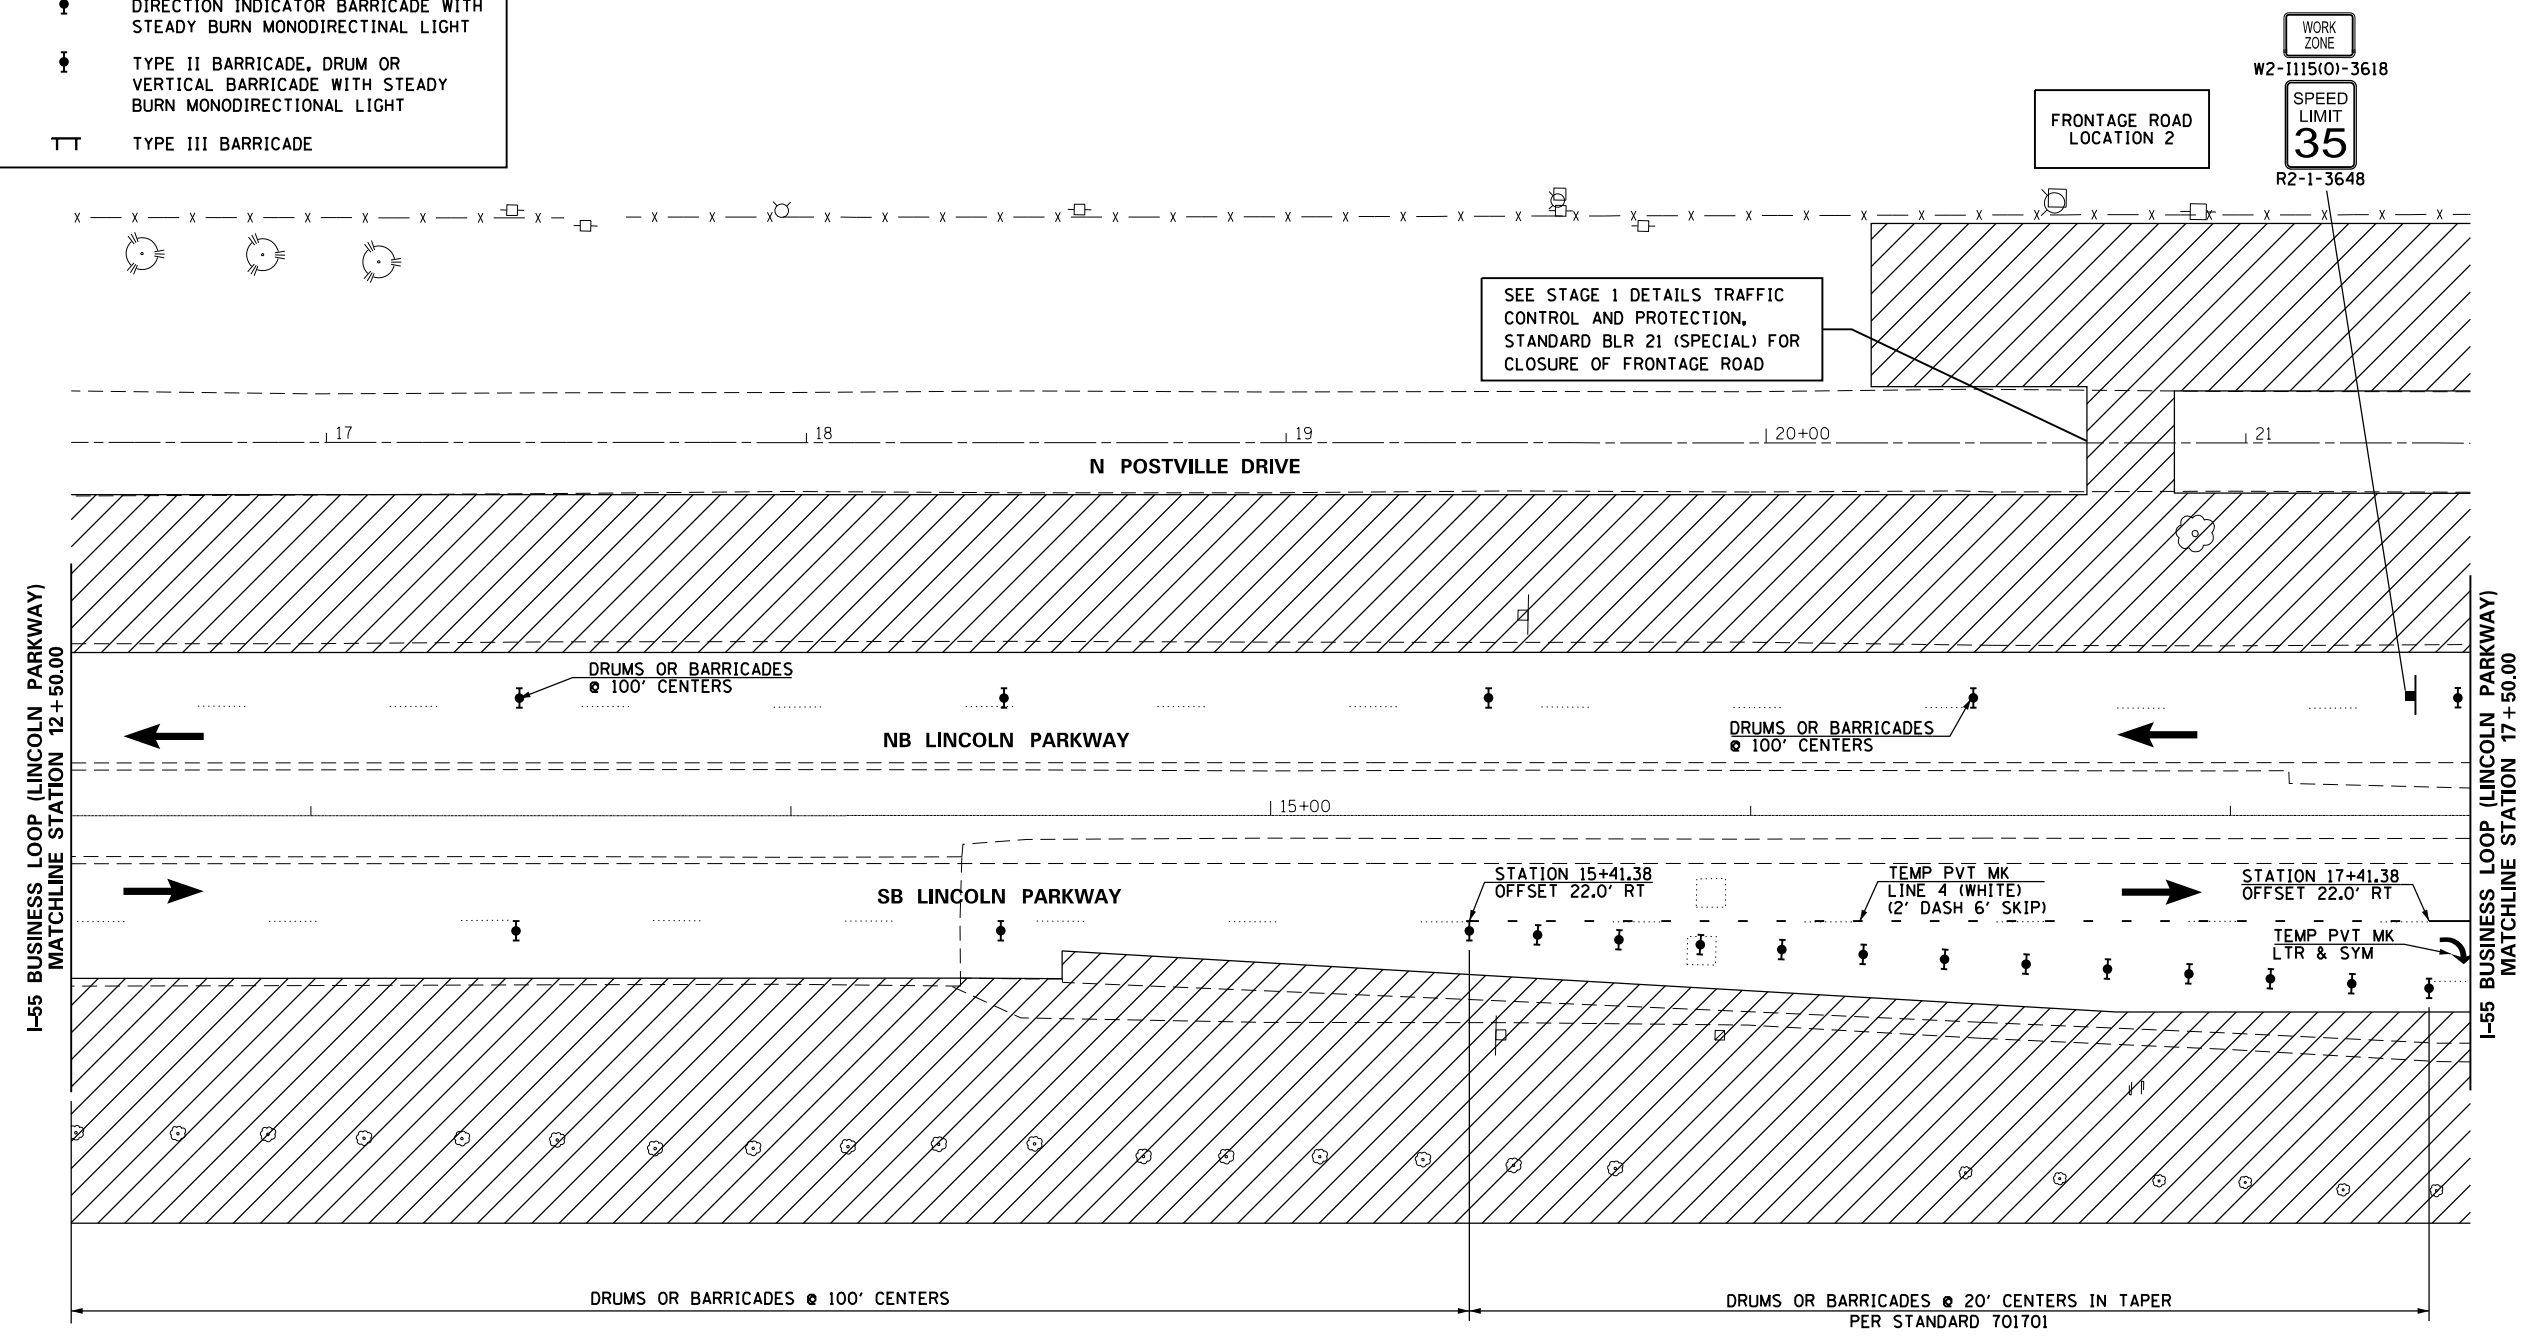 DIRECTION INDICATOR BARRICADE WITH
STEADY BURN MONODIRECTINAL LIGHT
TYPE II BARRICADE, DRUM OR
VERTICAL BARRICADE WITH STEADY
BURN MONODIRECTIONAL LIGHT
TYPE III BARRICADE
WORK
ZONE
W2-I115(O)-3618
SPEED
LIMIT
35
R2-1-3648
FRONTAGE ROAD
LOCATION 2
SEE STAGE 1 DETAILS TRAFFIC
CONTROL AND PROTECTION,
STANDARD BLR 21 (SPECIAL) FOR
CLOSURE OF FRONTAGE ROAD
17
18
19
20+00
21
N POSTVILLE DRIVE
I-55 BUSINESS LOOP (LINCOLN PARKWAY)
MATCHLINE STATION 12+50.00
DRUMS OR BARRICADES
@ 100' CENTERS
NB LINCOLN PARKWAY
DRUMS OR BARRICADES
@ 100' CENTERS
15+00
SB LINCOLN PARKWAY
STATION 15+41.38
OFFSET 22.0' RT
TEMP PVT MK
LINE 4 (WHITE)
(2' DASH 6' SKIP)
STATION 17+41.38
OFFSET 22.0' RT
TEMP PVT MK
LTR & SYM
I-55 BUSINESS LOOP (LINCOLN PARKWAY)
MATCHLINE STATION 17+50.00
DRUMS OR BARRICADES @ 100' CENTERS
DRUMS OR BARRICADES @ 20' CENTERS IN TAPER
PER STANDARD 701701